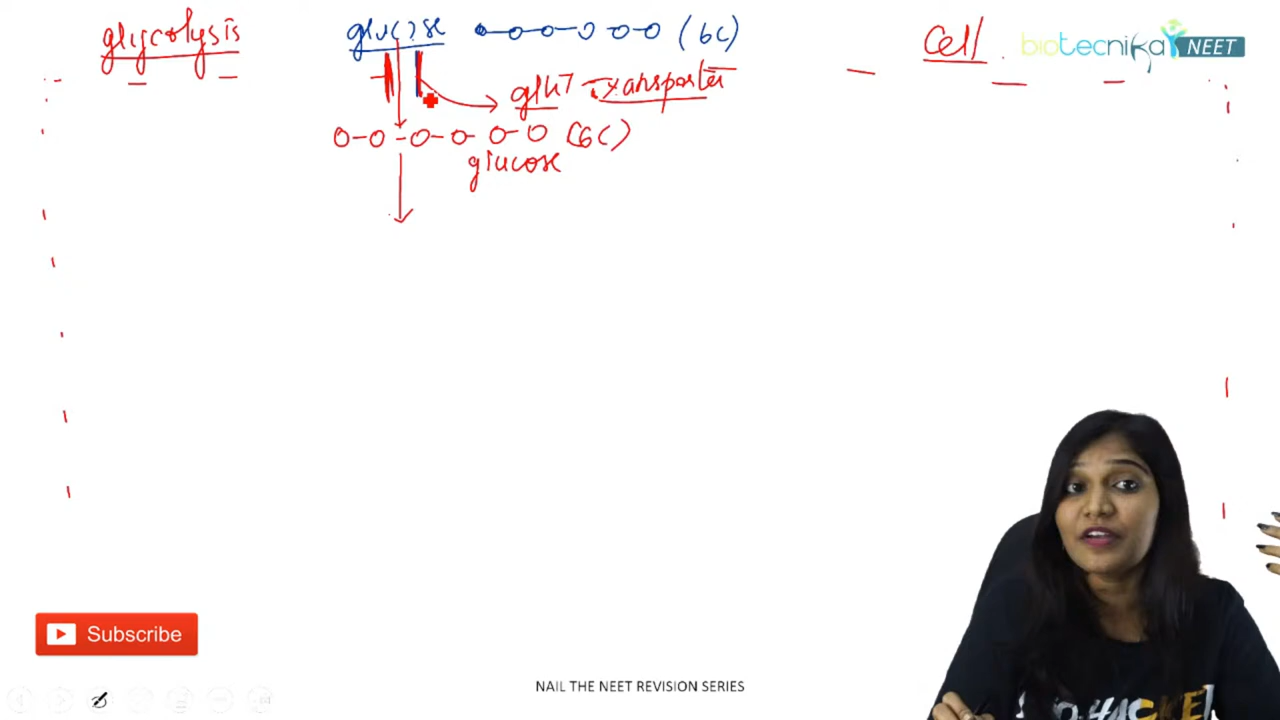 glycolysis
glucose (6C)
Cell
biotecnika NEET
gluT Transporter
(6C)
glucose
Subscribe
NAIL THE NEET REVISION SERIES